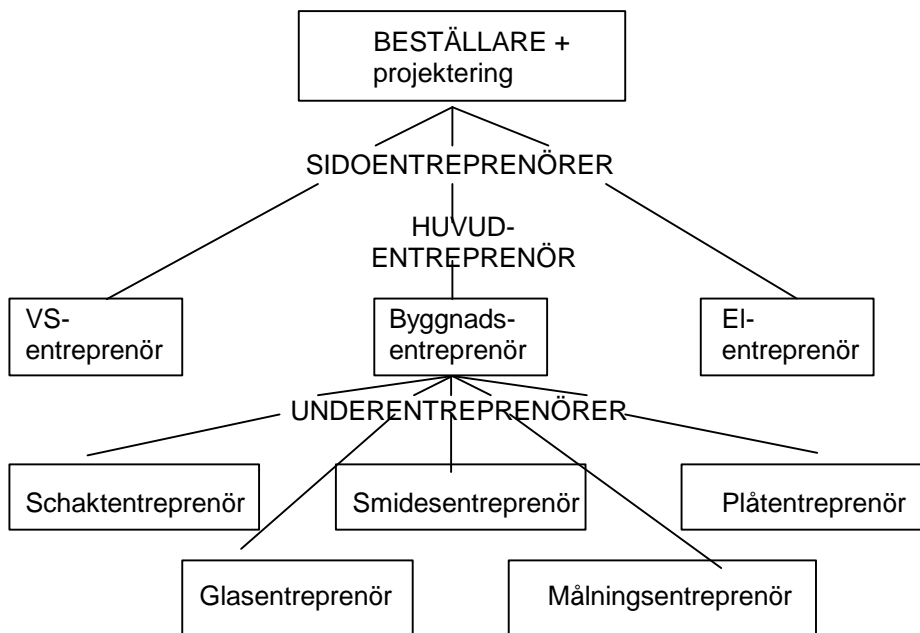 BESTÄLLARE +
projektering
SIDOENTREPRENÖRER
HUVUD-
ENTREPRENÖR
VS-
entreprenör
Byggnads-
entreprenör
El-
entreprenör
UNDERENTREPRENÖRER
Schaktentreprenör
Smidesentreprenör
Plåtentreprenör
Glasentreprenör
Målningsentreprenör